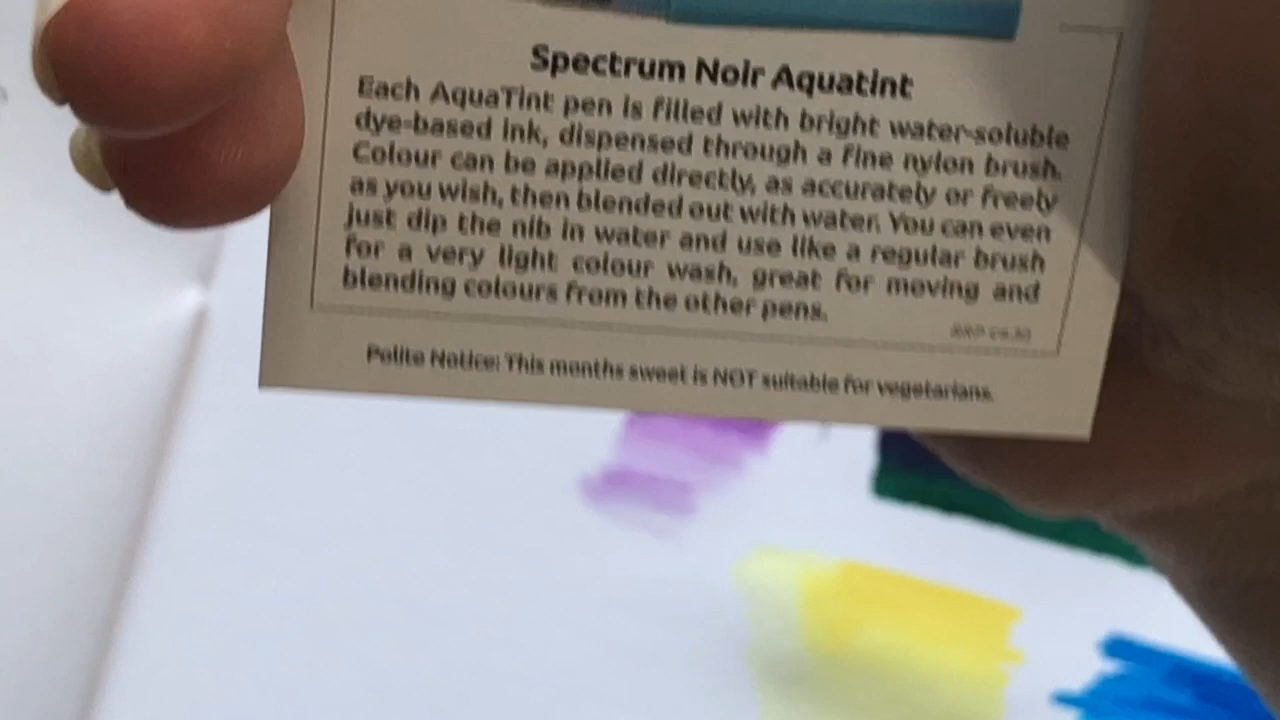 Spectrum Noir Aquatint
Each AquaTint pen is filled with bright water-soluble
dye-based ink, dispensed through a fine nylon brush.
Colour can be applied directly, as accurately or freely
as you wish, then blended out with water. You can even
just dip the nib in water and use like a regular brush
for a very light colour wash, great for moving and
blending colours from the other pens.
RRP
Polite Notice: This months sweet is NOT suitable for vegetarians.